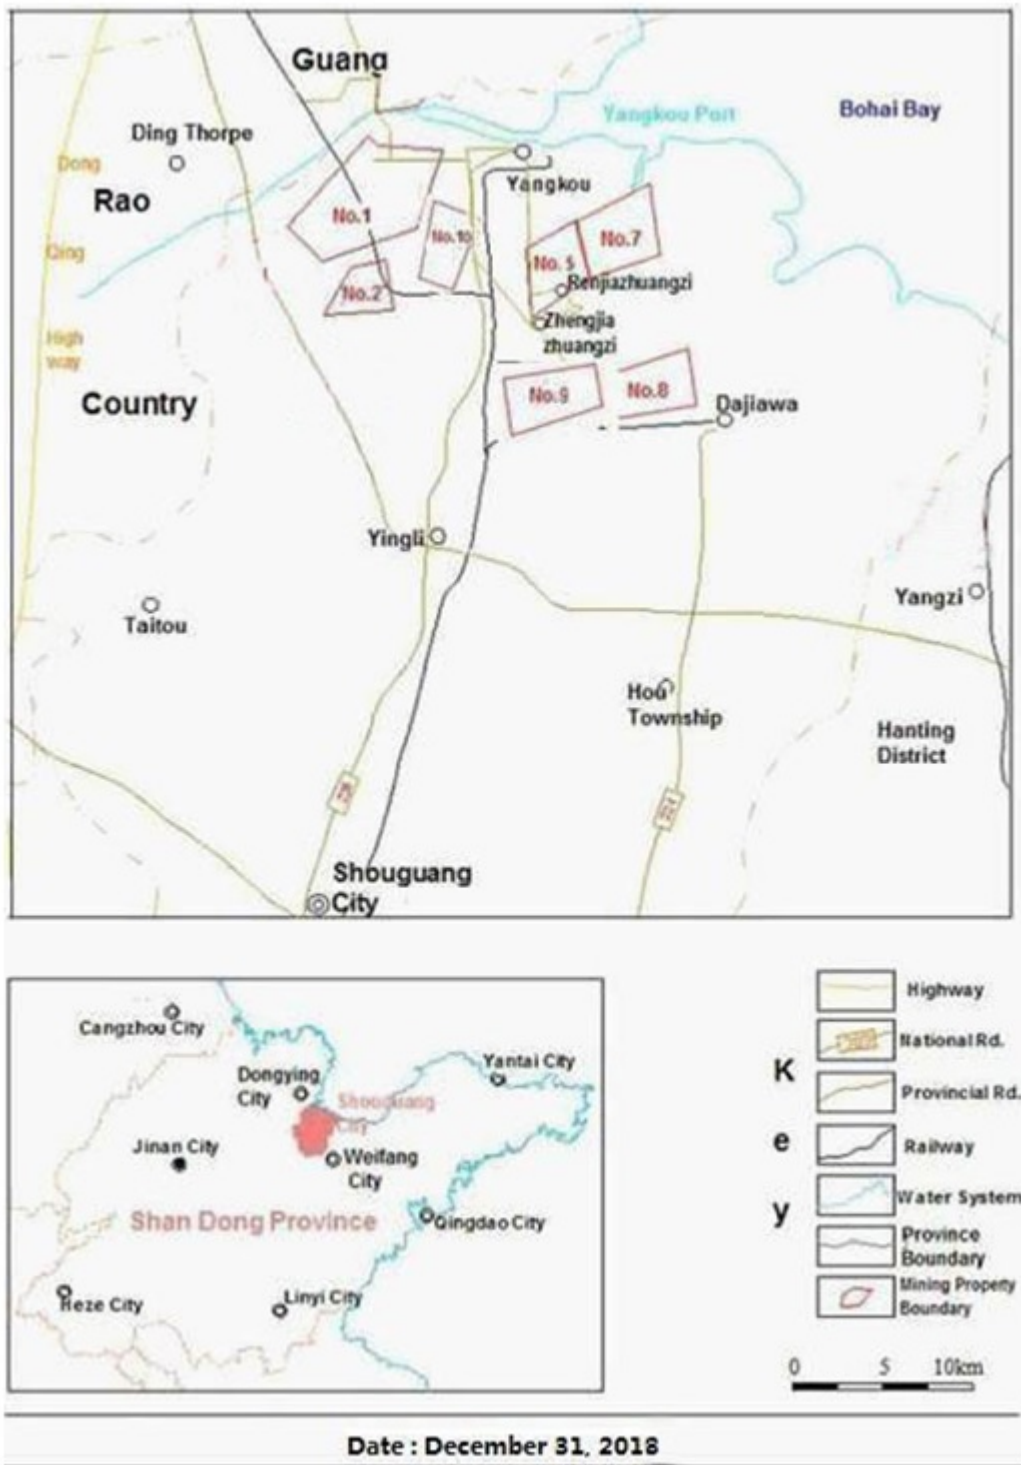 Guang
Bohai Bay
Yangkou Port
Ding Thorpe
Dong
Yangkou
Rao
No.1
No.10
No.7
Qing
No. 5
Renjiazhuangzi
No.2
Zhengjia
zhuangzi
High
way
No.9
No.8
Country
Dajiawa
Yingli
Yangzi
Taitou
Hou
Township
Hanting
District
Shouguang
City
Cangzhou City
Yantai City
Dongying
City
Shouguang
City
Jinan City
Weifang
City
Shan Dong Province
Qingdao City
Heze City
Linyi City
K
e
y
Highway
National Rd.
Provincial Rd.
Railway
Water System
Province
Boundary
Mining Property
Boundary
0 5 10km
Date : December 31, 2018